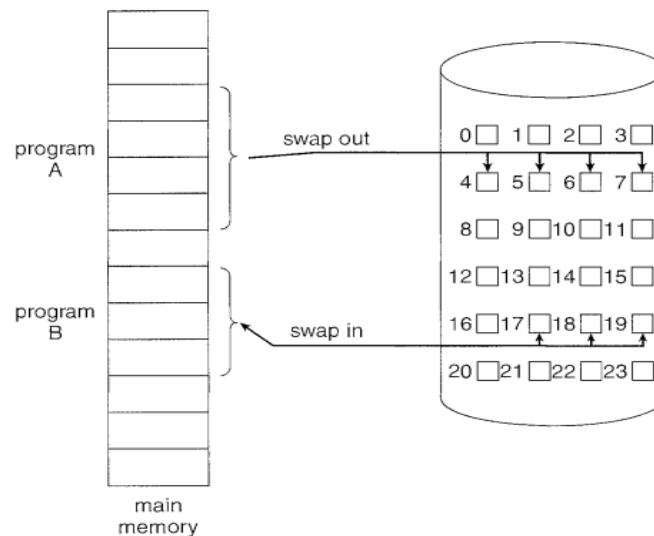 program
A
program
B
main
memory
swap out
swap in
0 1 2 3
4 5 6 7
8 9 10 11
12 13 14 15
16 17 18 19
20 21 22 23